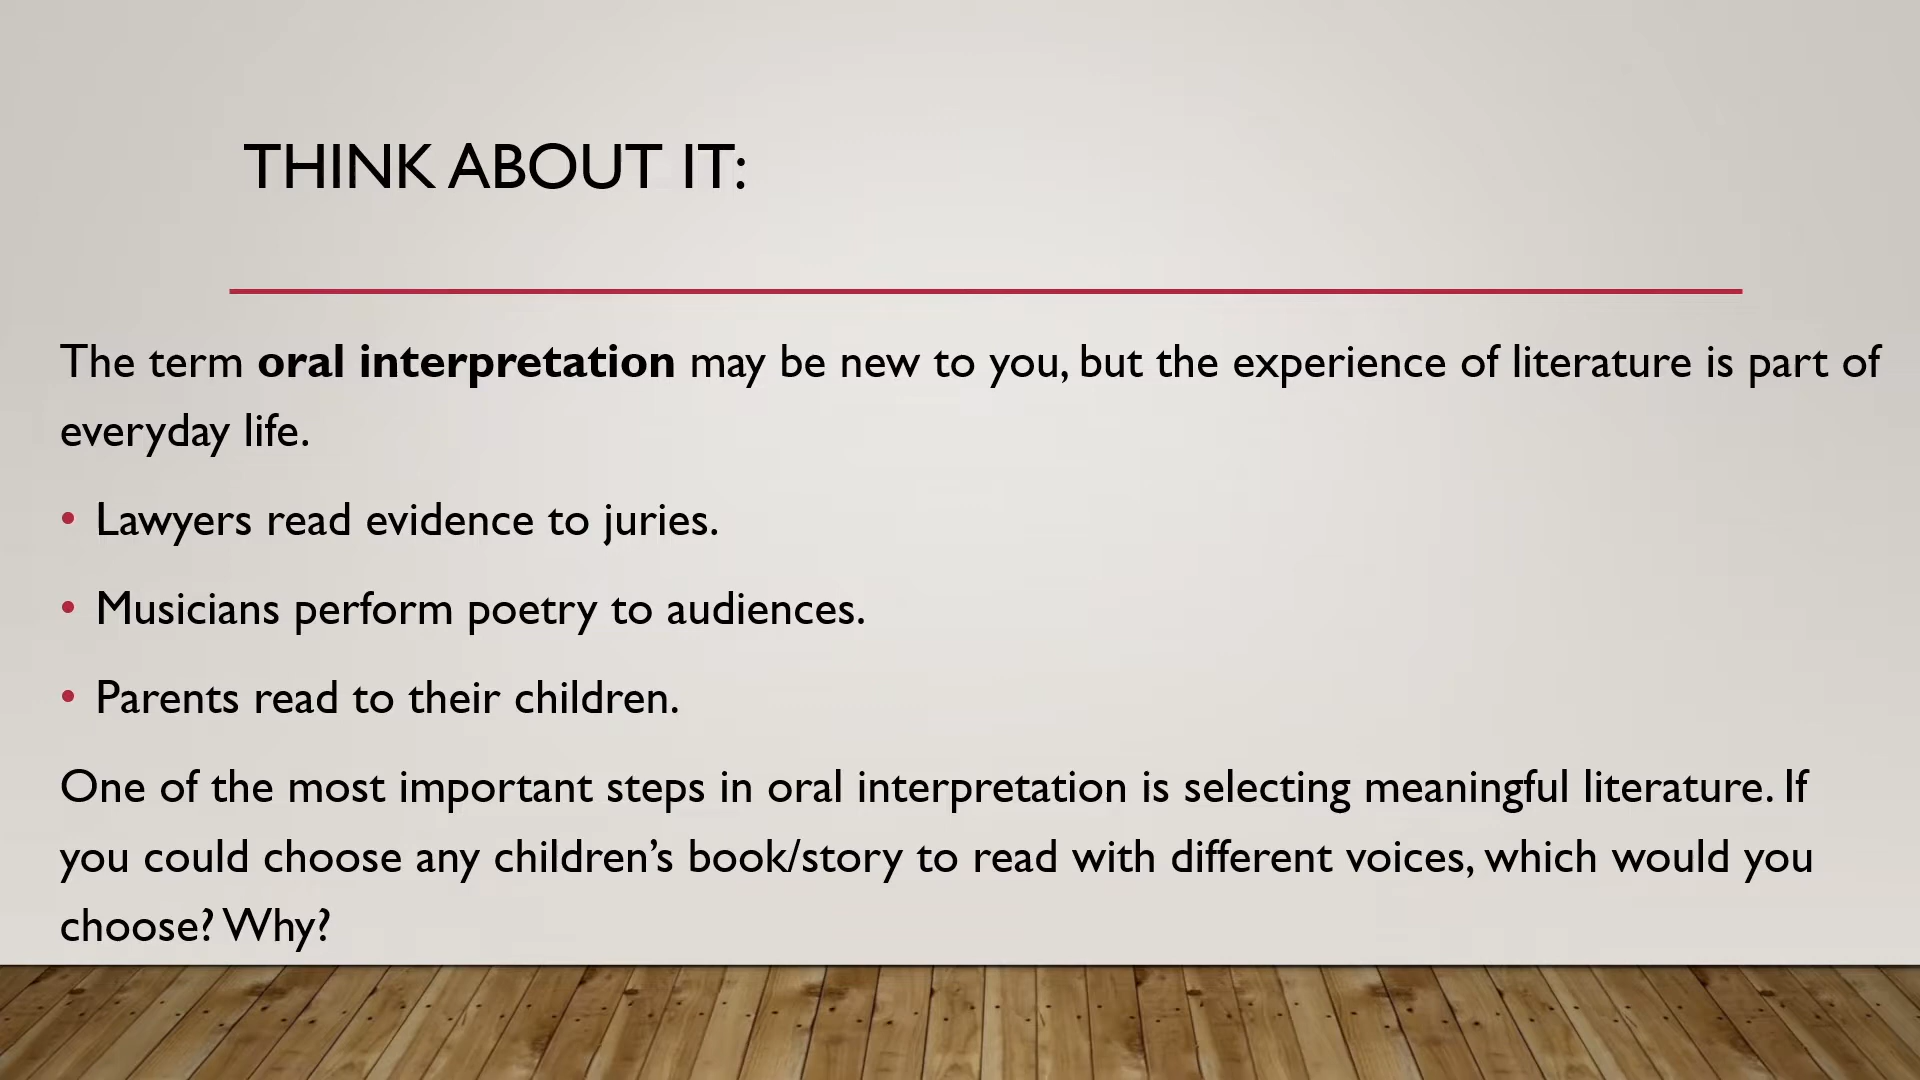 THINK ABOUT IT:
The term oral interpretation may be new to you, but the experience of literature is part of
everyday life.
• Lawyers read evidence to juries.
• Musicians perform poetry to audiences.
• Parents read to their children.
One of the most important steps in oral interpretation is selecting meaningful literature. If
you could choose any children’s book/story to read with different voices, which would you
choose? Why?